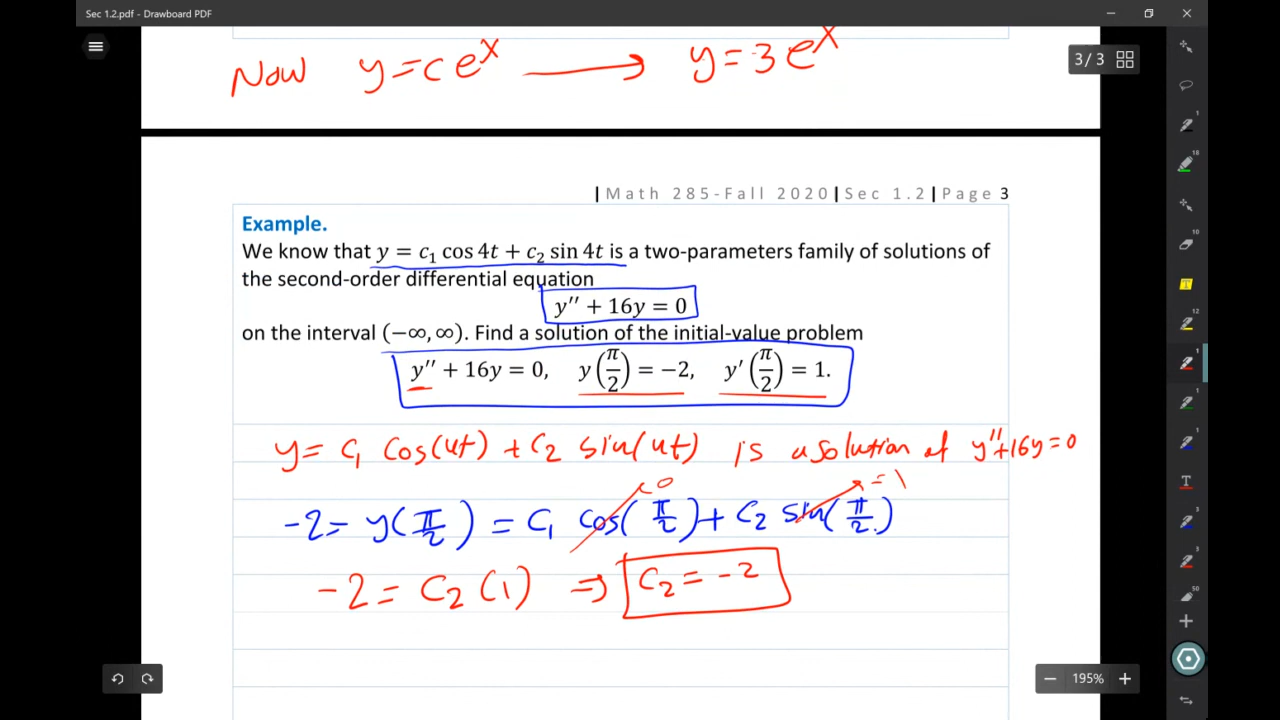 Sec 1.2.pdf - Drawboard PDF
Now y = c e^x → y = 3 e^x
3 / 3
| Math 285-Fall 2020 | Sec 1.2 | Page 3
Example.
We know that y = c₁ cos 4t + c₂ sin 4t is a two-parameters family of solutions of
the second-order differential equation
y″ + 16y = 0
on the interval (−∞, ∞). Find a solution of the initial-value problem
y″ + 16y = 0, y(π/2) = −2, y′(π/2) = 1.
y = c₁ cos(4t) + c₂ sin(4t) is a solution of y″+16y=0
= 0 = 1
-2 = y(π/2) = c₁ cos(π/2) + c₂ sin(π/2)
-2 = c₂ (1) ⇒ c₂ = -2
195%